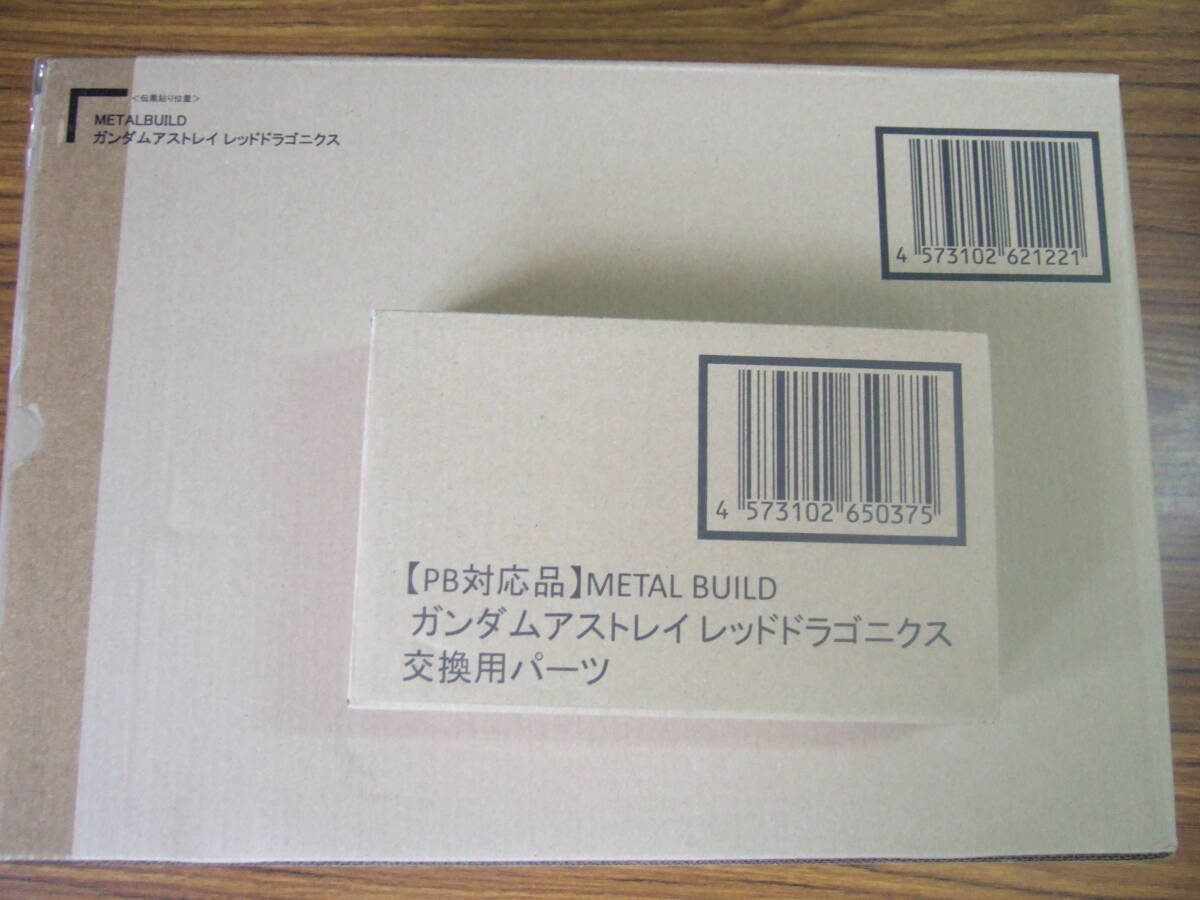 <伝票貼り位置>
METALBUILD
ガンダムアストレイ レッドドラゴニクス
4 573102 621221
4 573102 650375
【PB対応品】METAL BUILD
ガンダムアストレイ レッドドラゴニクス
交換用パーツ